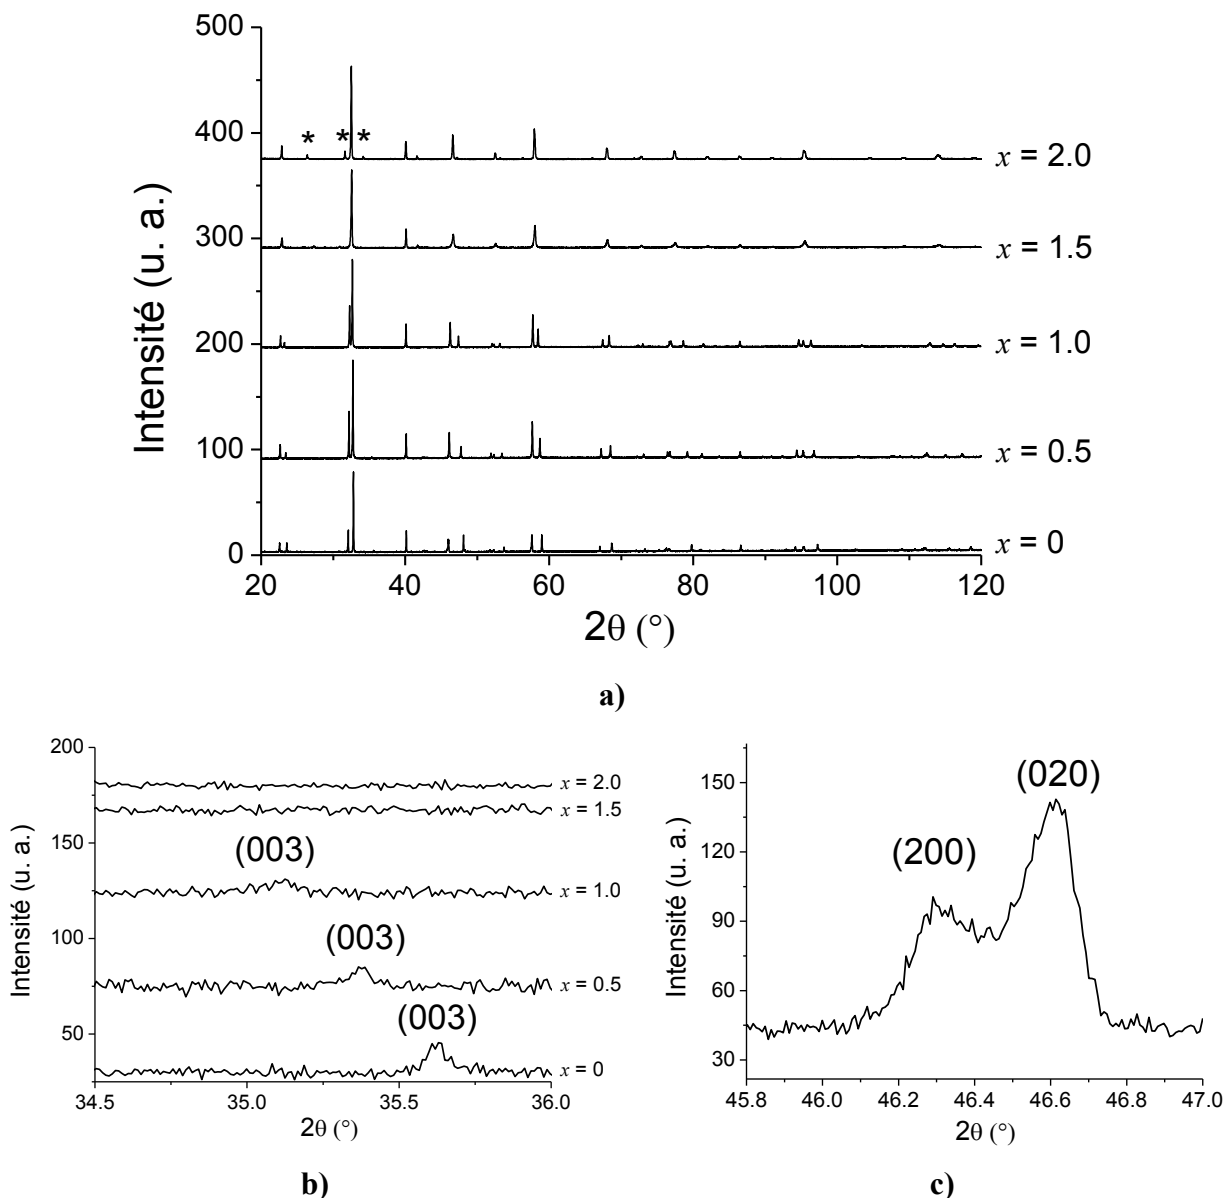 500
400
300
200
100
0
Intensité (u. a.)
* * *
x = 2.0
x = 1.5
x = 1.0
x = 0.5
x = 0
20 40 60 80 100 120
2θ (°)
a)
200
150
100
50
Intensité (u. a.)
x = 2.0
x = 1.5
(003)
x = 1.0
(003)
x = 0.5
(003)
x = 0
34.5 35.0 35.5 36.0
2θ (°)
b)
150
120
90
60
30
Intensité (u. a.)
(020)
(200)
45.8 46.0 46.2 46.4 46.6 46.8 47.0
2θ (°)
c)